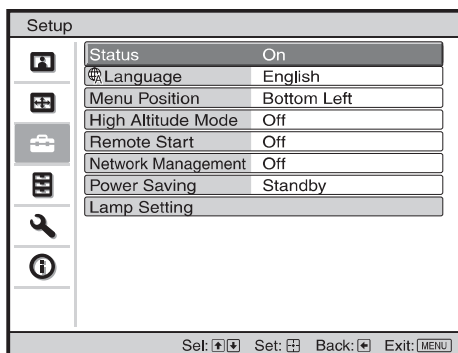 Setup
Status On
Language English
Menu Position Bottom Left
High Altitude Mode Off
Remote Start Off
Network Management Off
Power Saving Standby
Lamp Setting
Sel: Set: Back: Exit: MENU